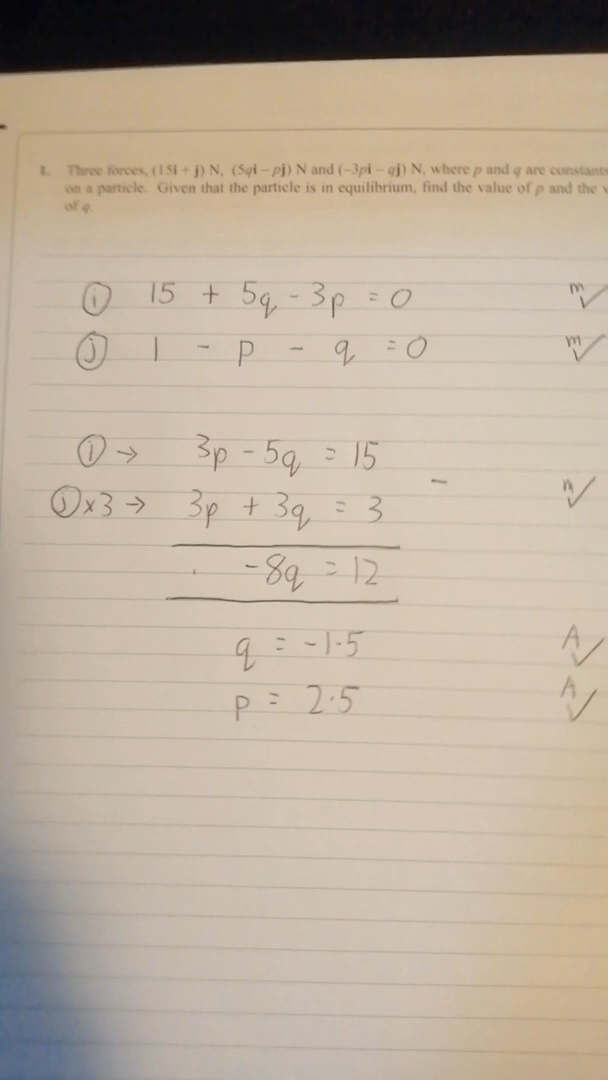 1. Three forces, (15i + j) N, (5qi – pj) N and (–3pi – qj) N, where p and q are constants
on a particle. Given that the particle is in equilibrium, find the value of p and the v
of q.
ⓘ 15 + 5q - 3p = 0 m✓
ⓙ 1 - p - q = 0 m✓
ⓘ → 3p - 5q = 15
ⓙ×3 → 3p + 3q = 3 - ✓
-8q = 12
q = -1.5 A✓
p = 2.5 A✓